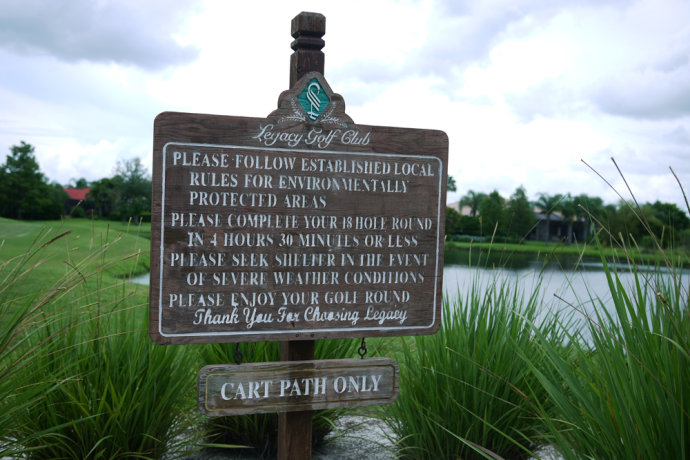 Legacy Golf Club
PLEASE FOLLOW ESTABLISHED LOCAL
RULES FOR ENVIRONMENTALLY
PROTECTED AREAS
PLEASE COMPLETE YOUR 18 HOLE ROUND
IN 4 HOURS 30 MINUTES OR LESS
PLEASE SEEK SHELTER IN THE EVENT
OF SEVERE WEATHER CONDITIONS
PLEASE ENJOY YOUR GOLF ROUND
Thank You For Choosing Legacy
CART PATH ONLY